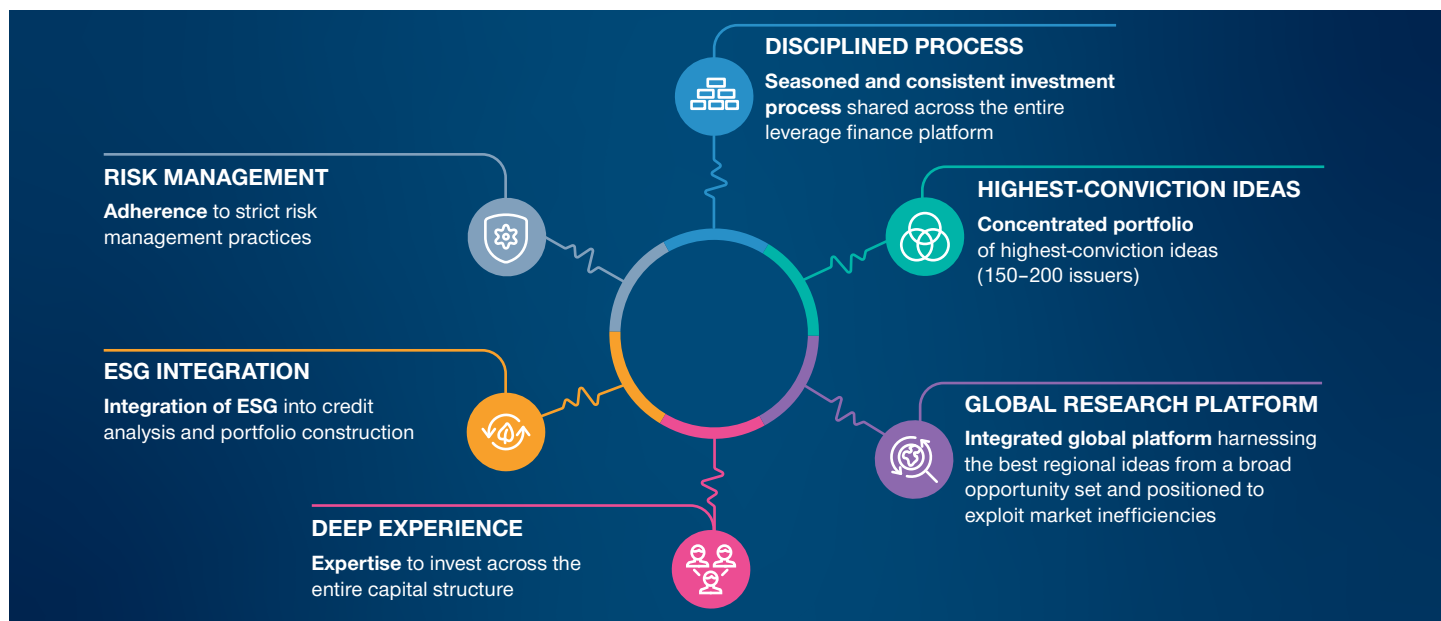 DISCIPLINED PROCESS
Seasoned and consistent investment
process shared across the entire
leverage finance platform
HIGHEST-CONVICTION IDEAS
Concentrated portfolio
of highest-conviction ideas
(150–200 issuers)
GLOBAL RESEARCH PLATFORM
Integrated global platform harnessing
the best regional ideas from a broad
opportunity set and positioned to
exploit market inefficiencies
DEEP EXPERIENCE
Expertise to invest across the
entire capital structure
ESG INTEGRATION
Integration of ESG into credit
analysis and portfolio construction
RISK MANAGEMENT
Adherence to strict risk
management practices